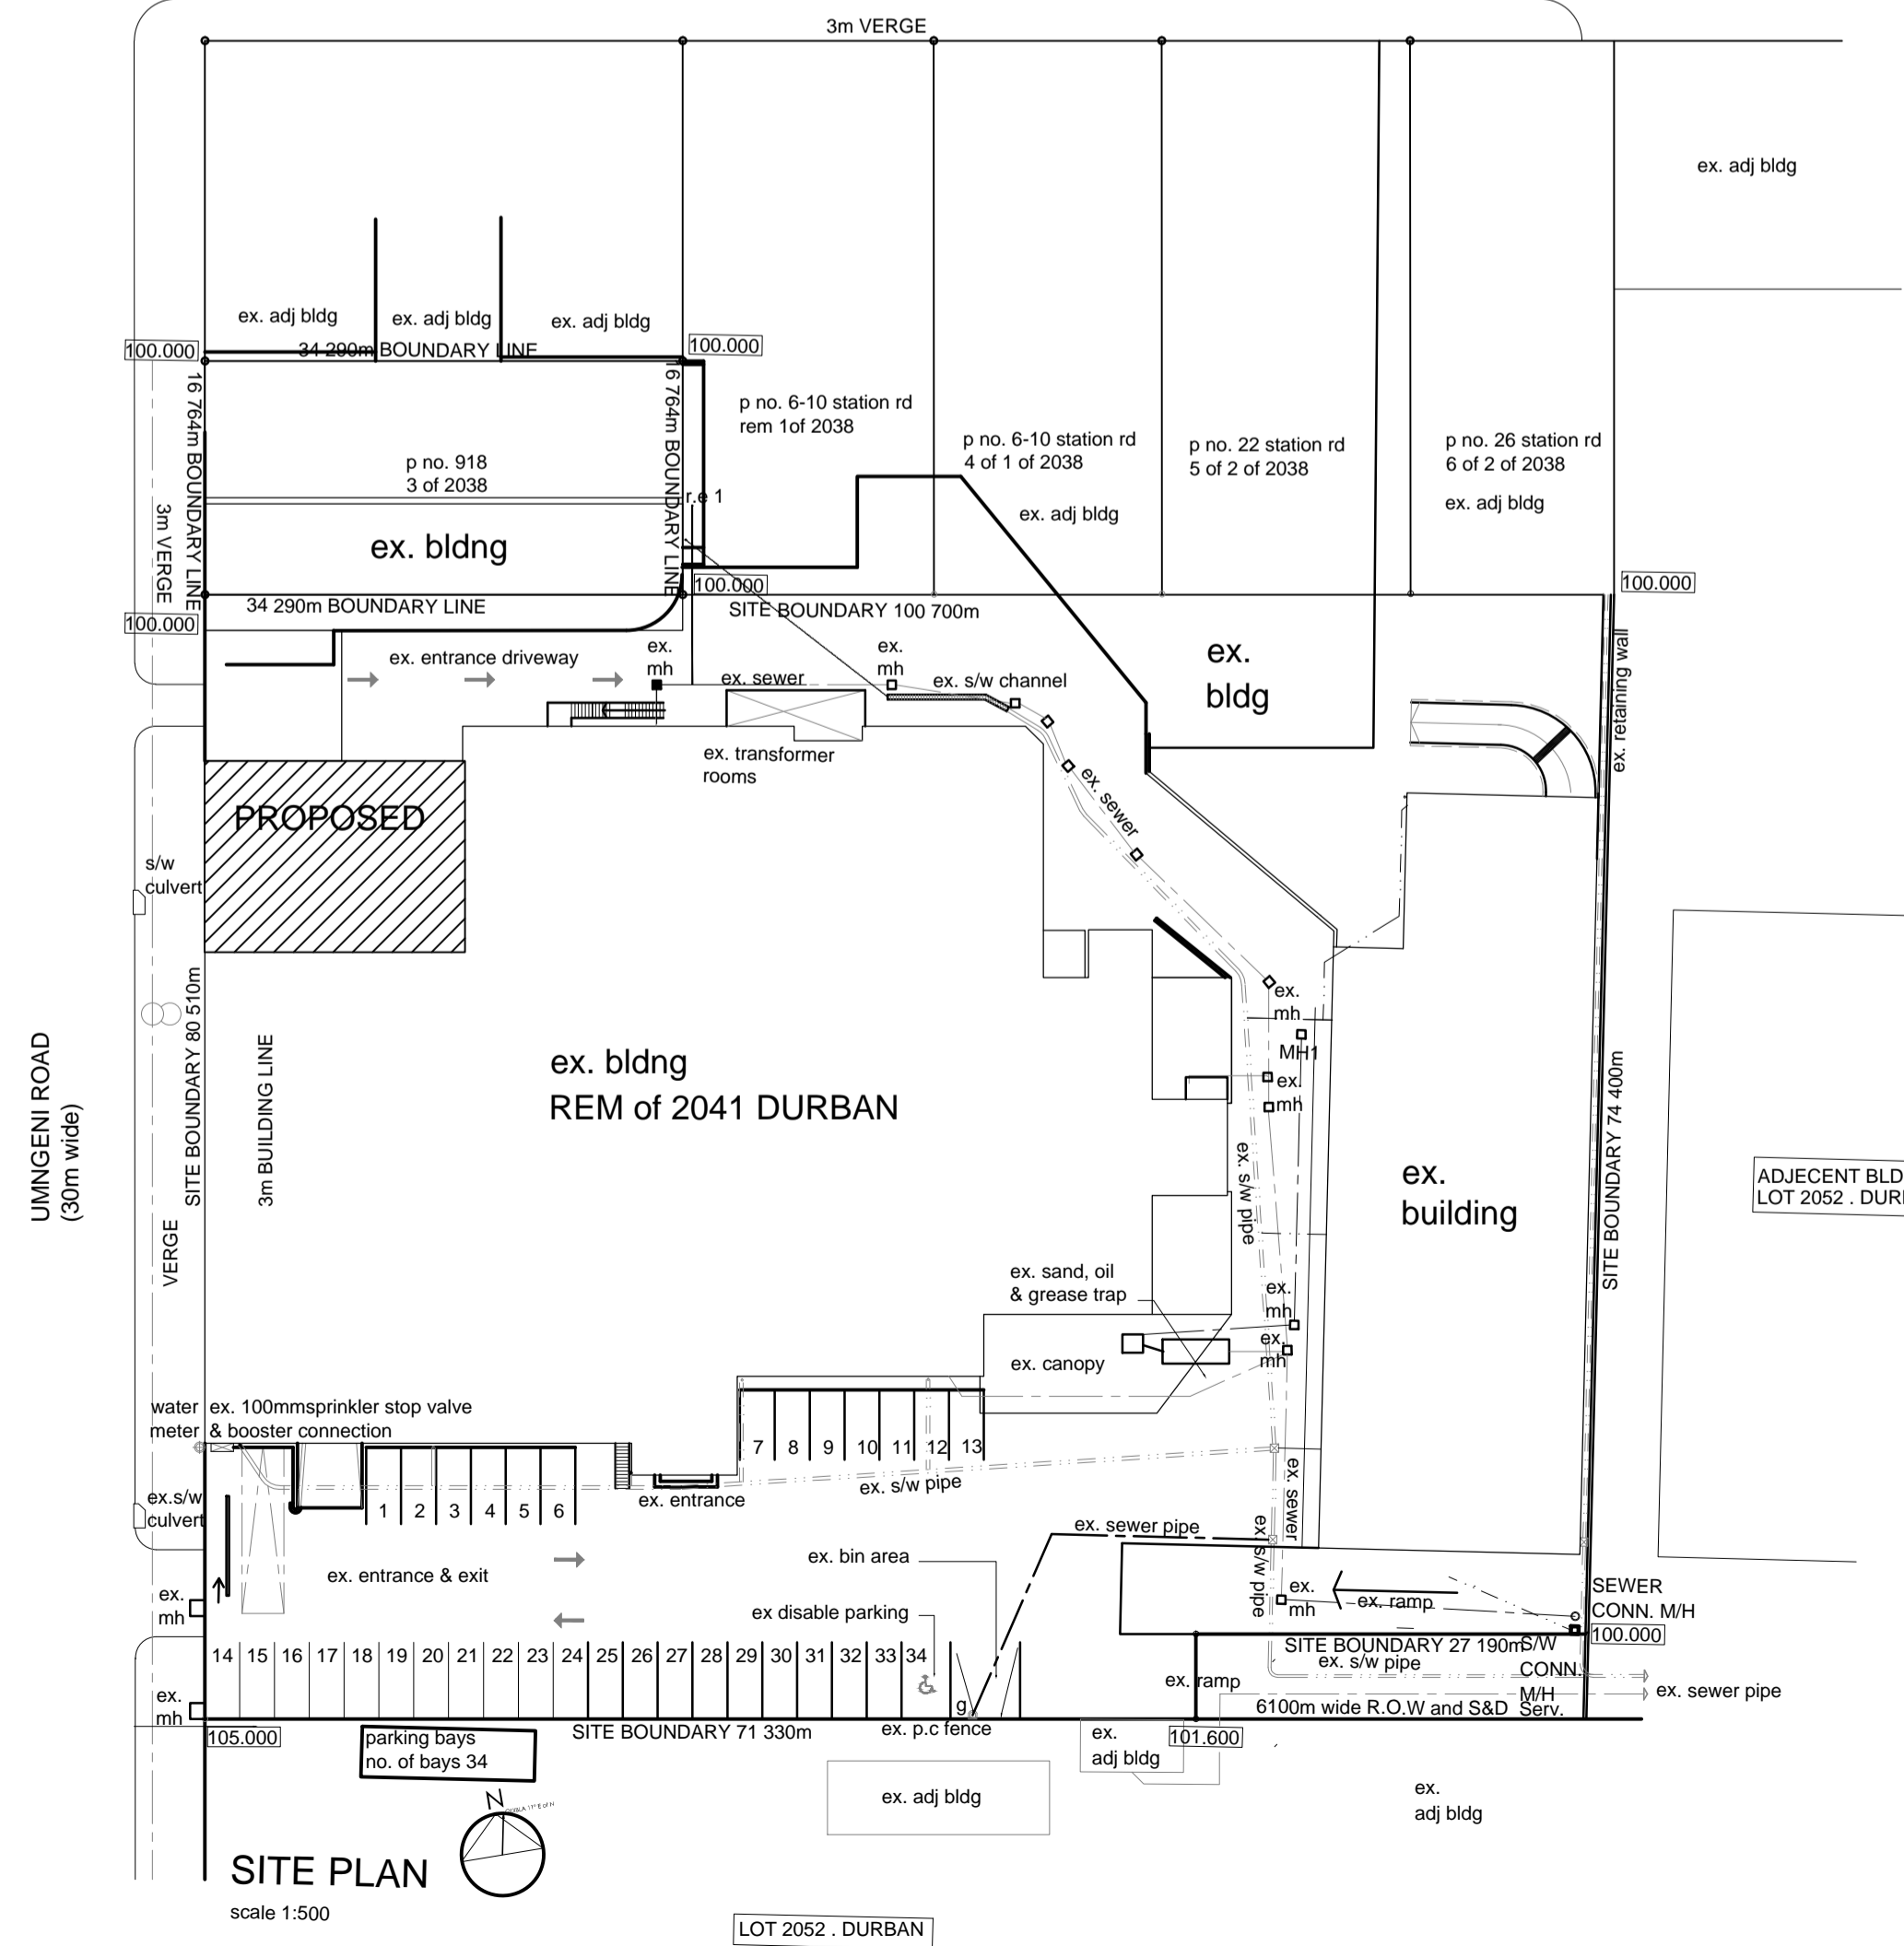 3m VERGE
ex. adj bldg
ex. adj bldg
ex. adj bldg
ex. adj bldg
100.000
34 290m BOUNDARY LINE
100.000
16 764m BOUNDARY LINE
16 764m BOUNDARY LINE
3m VERGE
p no. 6-10 station rd
rem 1of 2038
p no. 6-10 station rd
4 of 1 of 2038
p no. 22 station rd
5 of 2 of 2038
p no. 26 station rd
6 of 2 of 2038
ex. adj bldg
p no. 918
3 of 2038
r.e 1
ex. adj bldg
ex. bldng
100.000
100.000
34 290m BOUNDARY LINE
SITE BOUNDARY 100 700m
100.000
ex. entrance driveway
ex.
mh
ex.
mh
ex. sewer
ex. s/w channel
ex.
bldg
ex. retaining wall
ex. transformer
rooms
ex. sewer
PROPOSED
s/w
culvert
SITE BOUNDARY 80 510m
3m BUILDING LINE
UMNGENI ROAD
(30m wide)
VERGE
ex. bldng
REM of 2041 DURBAN
ex.
mh
MH1
ex.
mh
ex. s/w pipe
ex.
building
SITE BOUNDARY 74 400m
ADJECENT BLD
LOT 2052 . DUR
ex. sand, oil
& grease trap
ex.
mh
ex.
mh
ex. canopy
water
meter
ex. 100mmsprinkler stop valve
& booster connection
7 8 9 10 11 12 13
ex. s/w pipe
ex. entrance
1 2 3 4 5 6
ex.s/w
culvert
ex. sewer
ex. sewer pipe
ex. s/w pipe
ex. bin area
ex. entrance & exit
ex disable parking
ex.
mh
ex.
mh
ex. ramp
SEWER
CONN. M/H
100.000
SITE BOUNDARY 27 190m
S/W
CONN.
M/H
ex. s/w pipe
14 15 16 17 18 19 20 21 22 23 24 25 26 27 28 29 30 31 32 33 34
ex. ramp
ex. sewer pipe
ex.
mh
g
6100m wide R.O.W and S&D Serv.
105.000
parking bays
no. of bays 34
SITE BOUNDARY 71 330m
ex. p.c fence
ex.
adj bldg
101.600
ex. adj bldg
ex.
adj bldg
N
SITE PLAN
scale 1:500
LOT 2052 . DURBAN